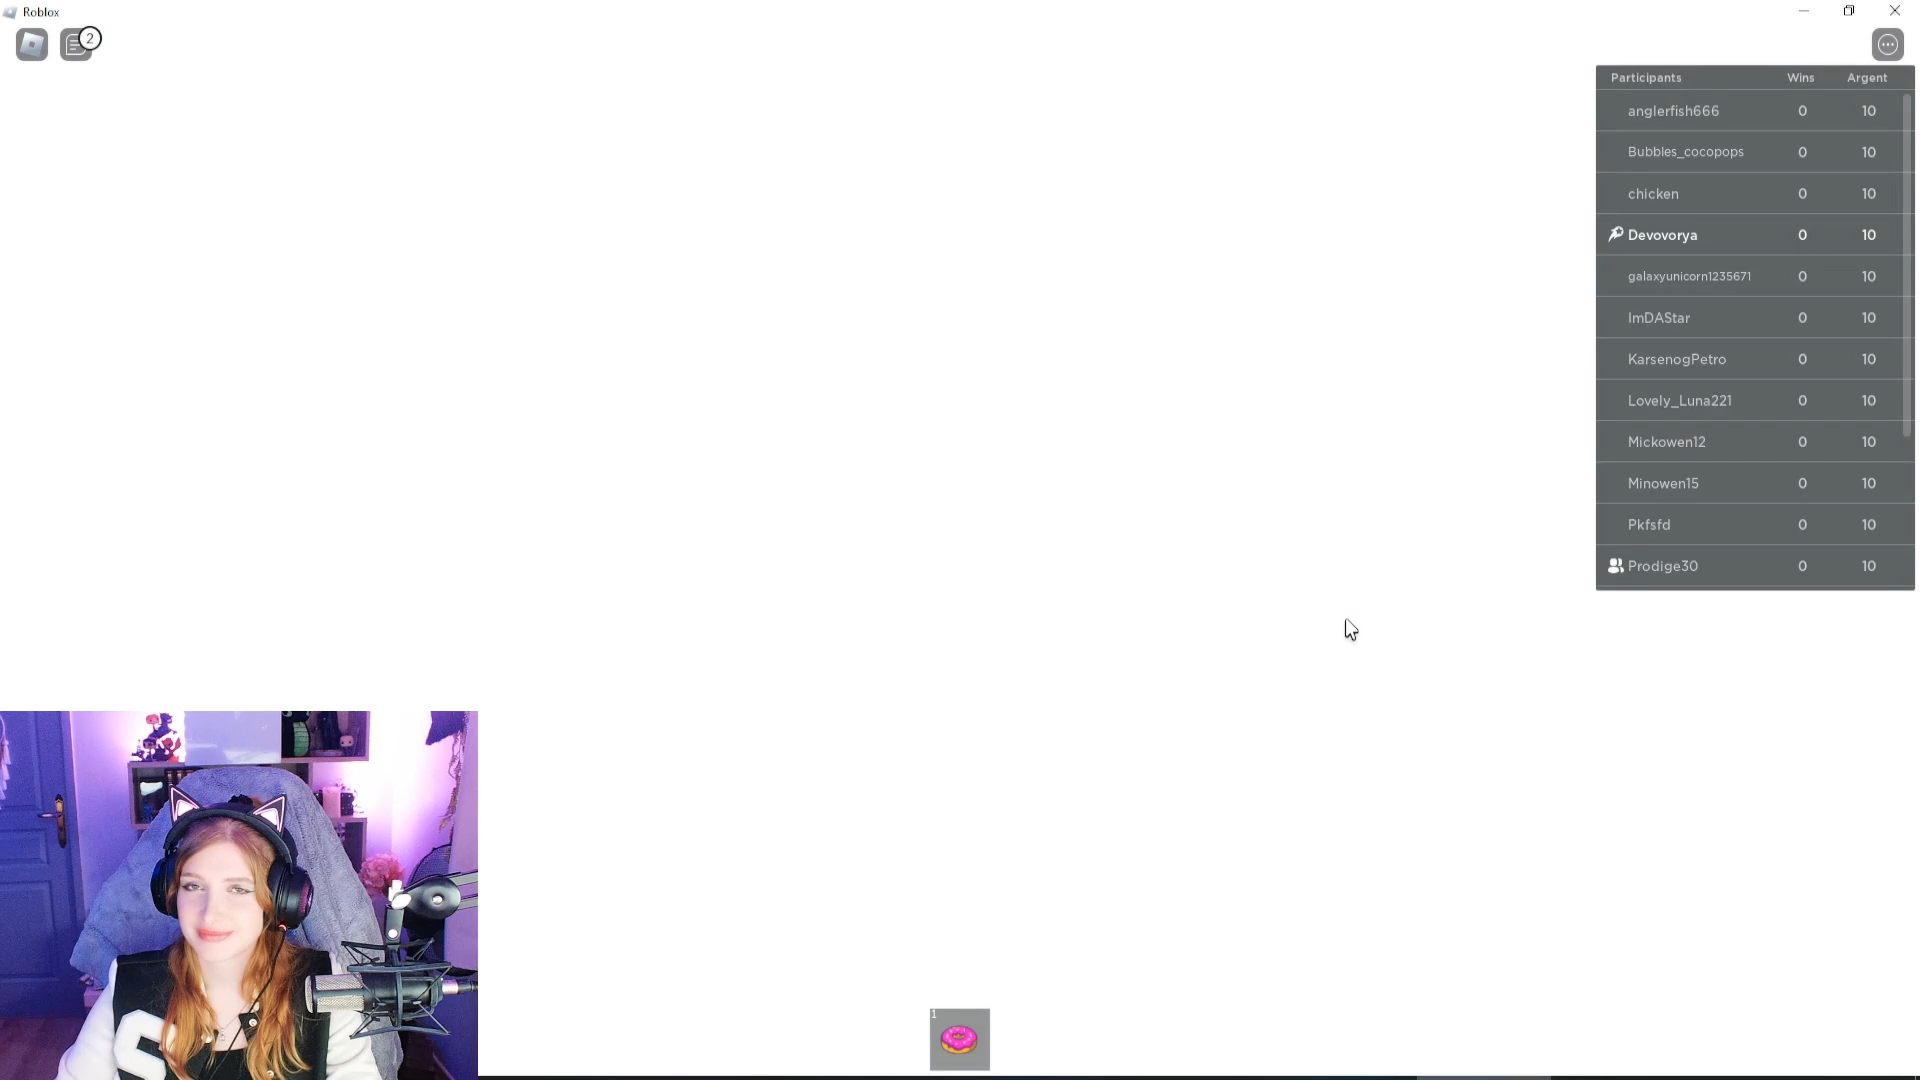 Roblox
2
Participants Wins Argent
anglerfish666 0 10
Bubbles_cocopops 0 10
chicken 0 10
Devovorya 0 10
galaxyunicorn1235671 0 10
ImDAStar 0 10
KarsenogPetro 0 10
Lovely_Luna221 0 10
Mickowen12 0 10
Minowen15 0 10
Pkfsfd 0 10
Prodige30 0 10
S
1